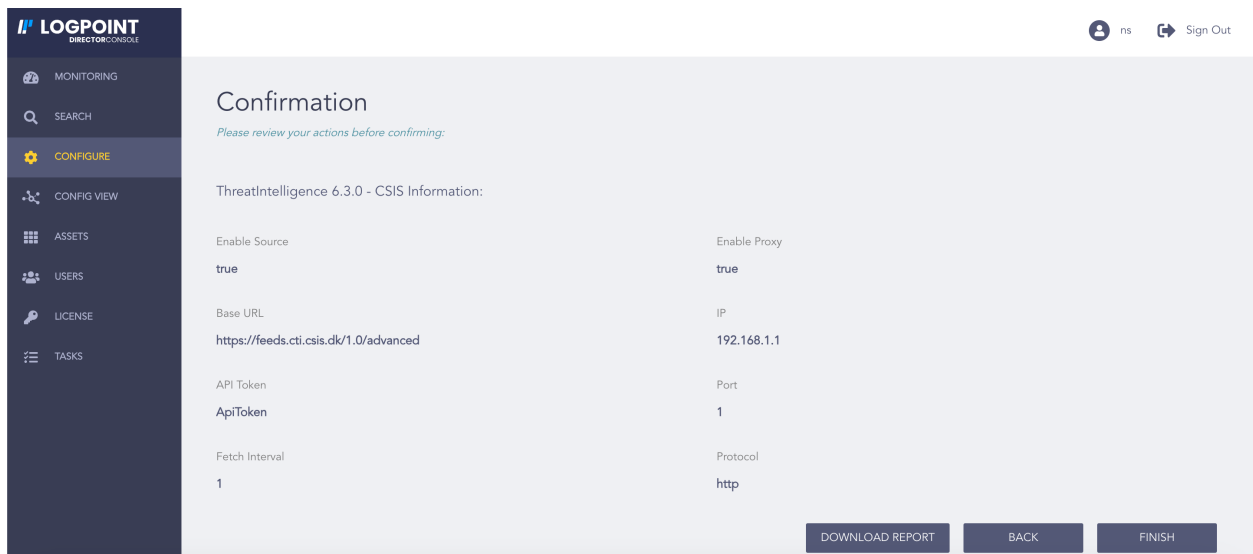 LOGPOINT
DIRECTORCONSOLE
ns
Sign Out
MONITORING
SEARCH
CONFIGURE
CONFIG VIEW
ASSETS
USERS
LICENSE
TASKS
Confirmation
Please review your actions before confirming:
ThreatIntelligence 6.3.0 - CSIS Information:
Enable Source
true
Enable Proxy
true
Base URL
https://feeds.cti.csis.dk/1.0/advanced
IP
192.168.1.1
API Token
ApiToken
Port
1
Fetch Interval
1
Protocol
http
DOWNLOAD REPORT
BACK
FINISH